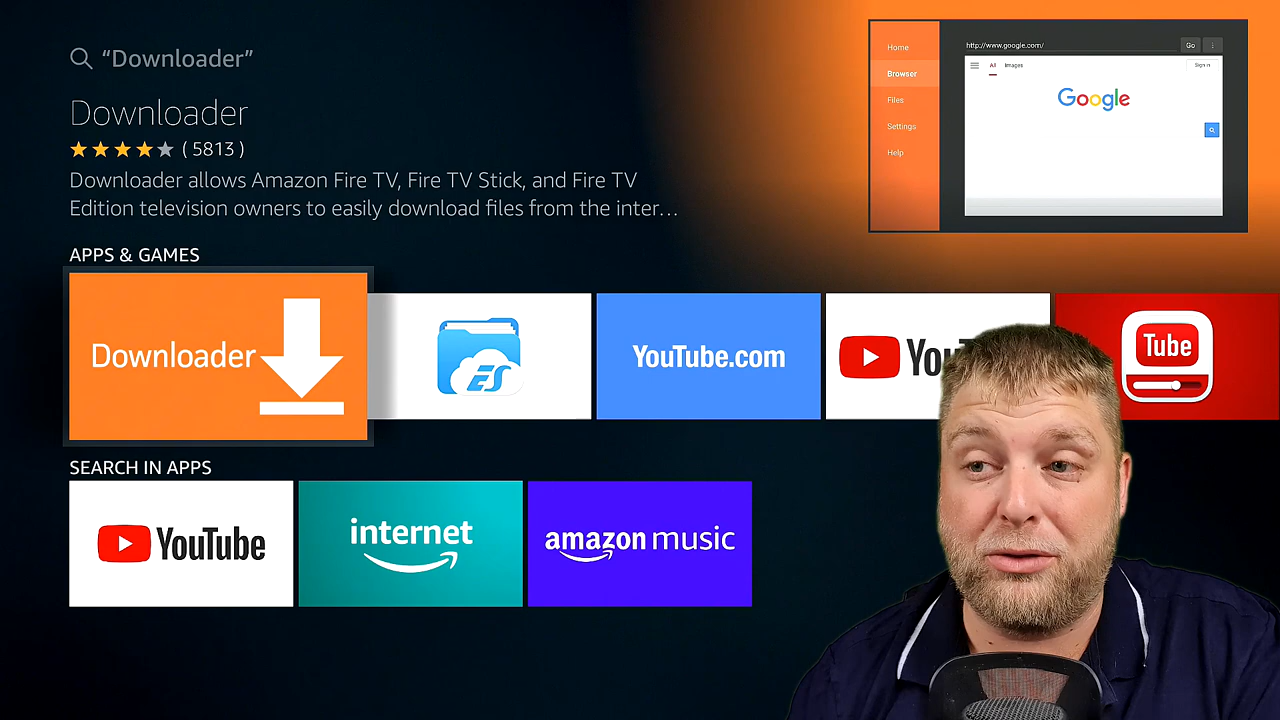 “Downloader”
Downloader
( 5813 )
Downloader allows Amazon Fire TV, Fire TV Stick, and Fire TV
Edition television owners to easily download files from the inter…
Home
Browser
Files
Settings
Help
http://www.google.com/
Go
All
Images
Sign in
Google
APPS & GAMES
Downloader
ES
YouTube.com
YouT
Tube
SEARCH IN APPS
YouTube
internet
amazon music